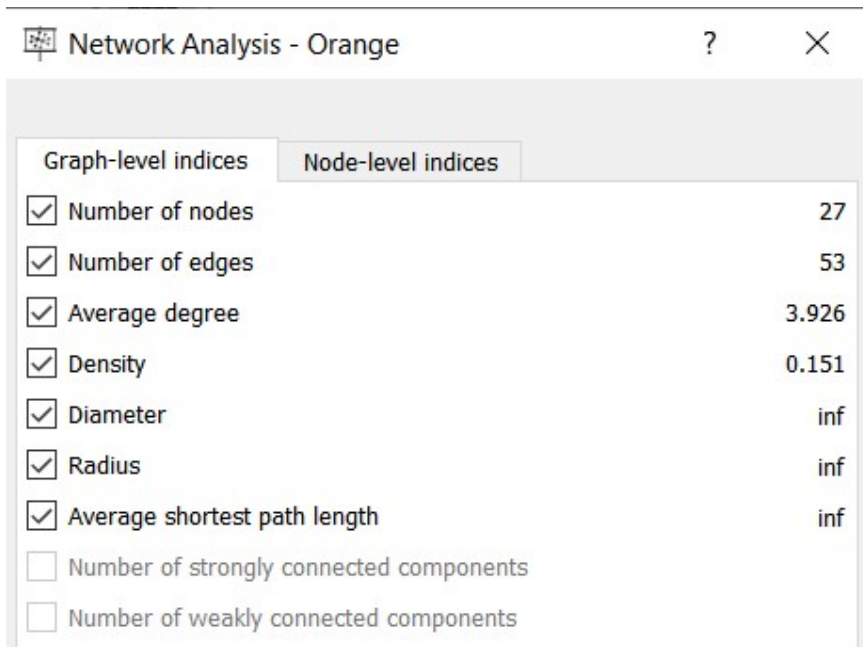 Network Analysis - Orange ?
Graph-level indices Node-level indices
Number of nodes 27
Number of edges 53
Average degree 3.926
Density 0.151
Diameter inf
Radius inf
Average shortest path length inf
Number of strongly connected components
Number of weakly connected components